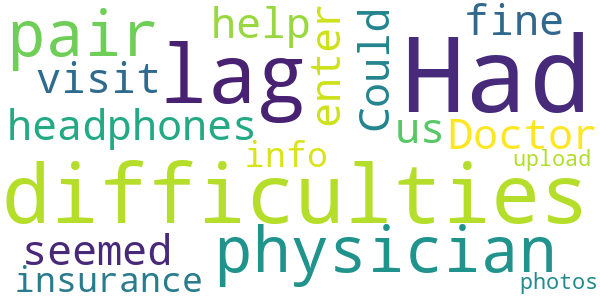 pair
help
enter
Could
fine
visit
lag
Had
headphones
us
Doctor
info
upload
difficulties
seemed
physician
insurance
photos